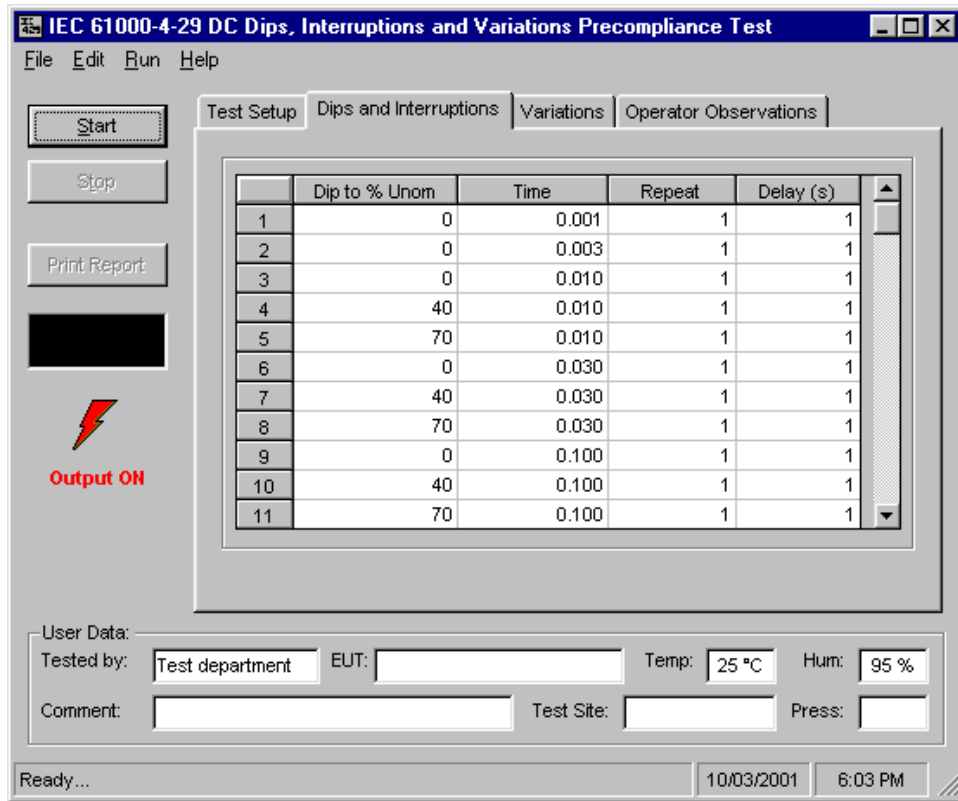 IEC 61000-4-29 DC Dips, Interruptions and Variations Precompliance Test
File Edit Run Help
Start
Stop
Print Report
Output ON
Test Setup Dips and Interruptions Variations Operator Observations
Dip to % Unom Time Repeat Delay (s)
1 0 0.001 1 1
2 0 0.003 1 1
3 0 0.010 1 1
4 40 0.010 1 1
5 70 0.010 1 1
6 0 0.030 1 1
7 40 0.030 1 1
8 70 0.030 1 1
9 0 0.100 1 1
10 40 0.100 1 1
11 70 0.100 1 1
User Data:
Tested by: Test department EUT: Temp: 25 °C Hum: 95 %
Comment: Test Site: Press:
Ready... 10/03/2001 6:03 PM